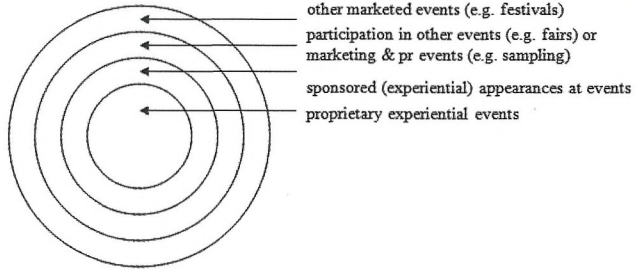 other marketed events (e.g. festivals)
participation in other events (e.g. fairs) or
marketing & pr events (e.g. sampling)
sponsored (experiential) appearances at events
proprietary experiential events